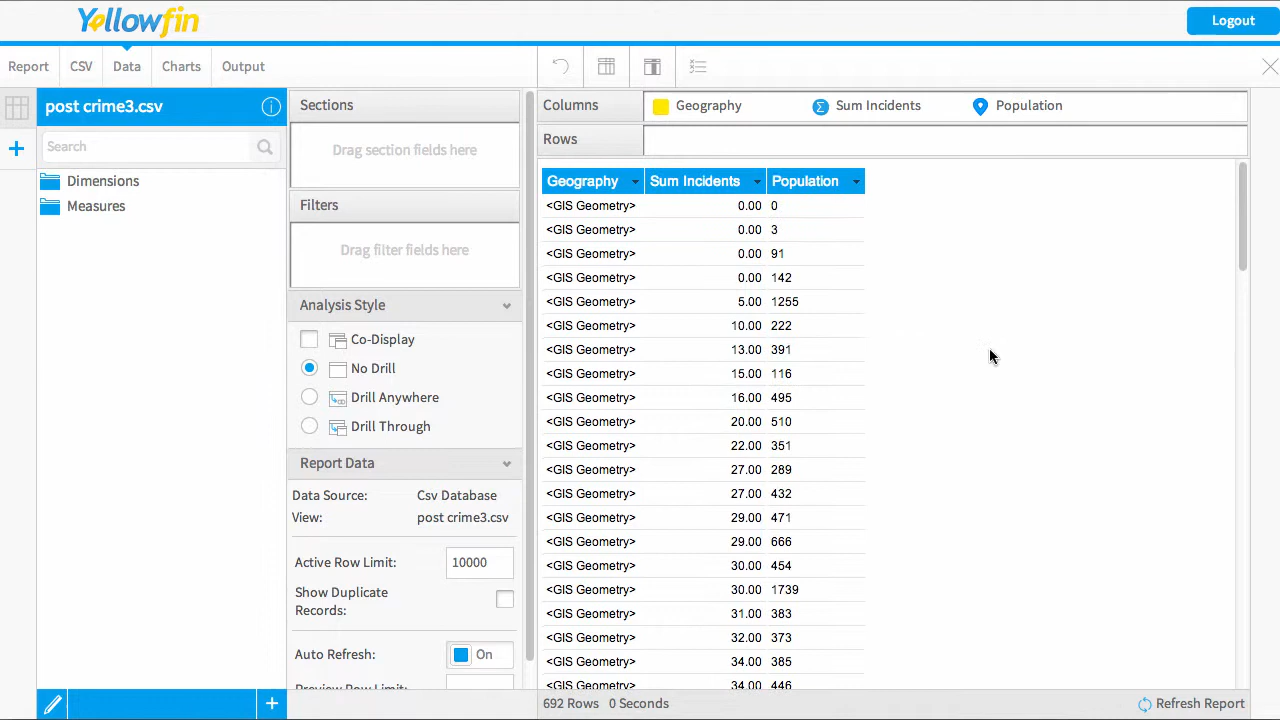 Yellowfin
Logout
Report CSV Data Charts Output
post crime3.csv
Search
Dimensions
Measures
Sections
Drag section fields here
Filters
Drag filter fields here
Analysis Style
Co-Display
No Drill
Drill Anywhere
Drill Through
Report Data
Data Source: Csv Database
View: post crime3.csv
Active Row Limit: 10000
Show Duplicate
Records:
Auto Refresh: On
Preview Row Limit:
Columns Geography Sum Incidents Population
Rows
Geography Sum Incidents Population
<GIS Geometry> 0.00 0
<GIS Geometry> 0.00 3
<GIS Geometry> 0.00 91
<GIS Geometry> 0.00 142
<GIS Geometry> 5.00 1255
<GIS Geometry> 10.00 222
<GIS Geometry> 13.00 391
<GIS Geometry> 15.00 116
<GIS Geometry> 16.00 495
<GIS Geometry> 20.00 510
<GIS Geometry> 22.00 351
<GIS Geometry> 27.00 289
<GIS Geometry> 27.00 432
<GIS Geometry> 29.00 471
<GIS Geometry> 29.00 666
<GIS Geometry> 30.00 454
<GIS Geometry> 30.00 1739
<GIS Geometry> 31.00 383
<GIS Geometry> 32.00 373
<GIS Geometry> 34.00 385
<GIS Geometry> 34.00 446
692 Rows 0 Seconds
Refresh Report